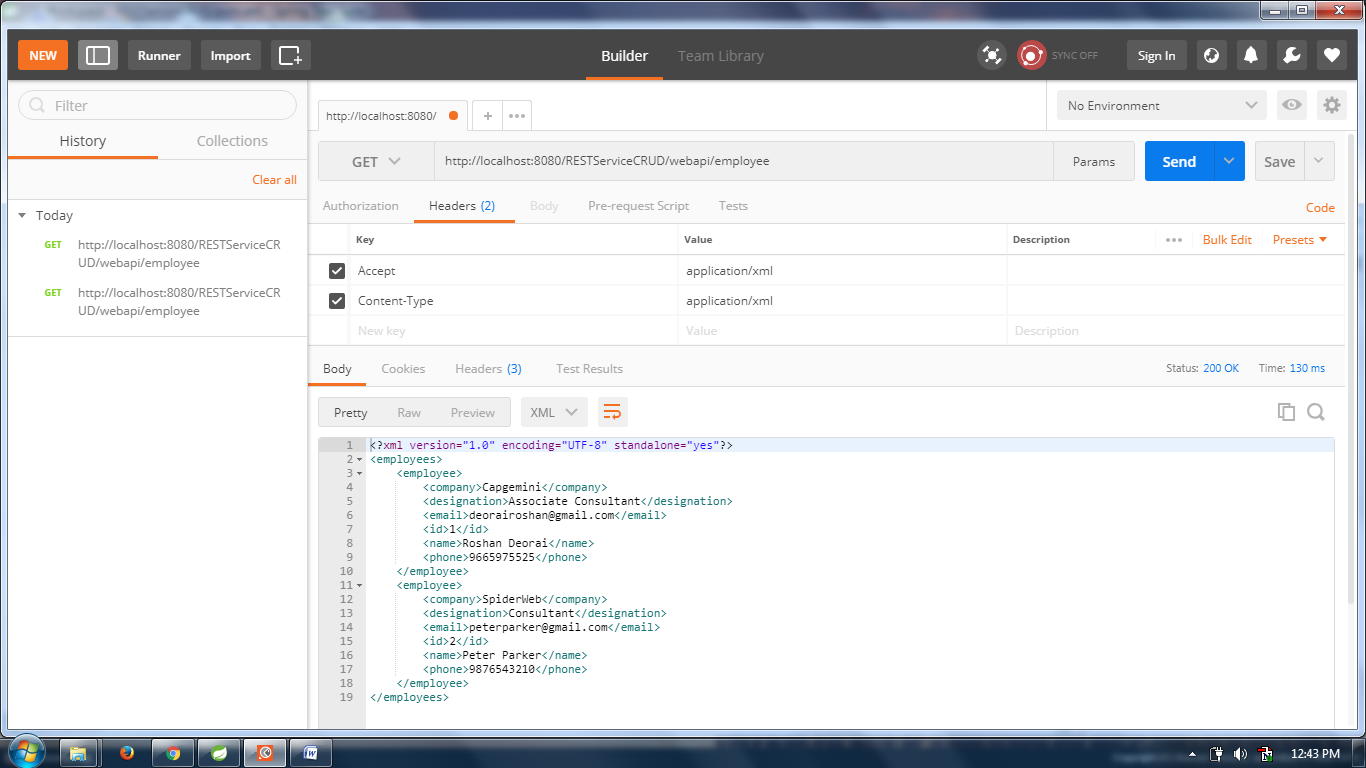 NEW Runner Import Builder Team Library SYNC OFF Sign In
Filter
History Collections
Clear all
Today
GET http://localhost:8080/RESTServiceCR
UD/webapi/employee
GET http://localhost:8080/RESTServiceCR
UD/webapi/employee
http://localhost:8080/ + ••• No Environment
GET http://localhost:8080/RESTServiceCRUD/webapi/employee Params Send Save
Authorization Headers (2) Body Pre-request Script Tests Code
Key Value Description ••• Bulk Edit Presets
Accept application/xml
Content-Type application/xml
New key Value Description
Body Cookies Headers (3) Test Results Status: 200 OK Time: 130 ms
Pretty Raw Preview XML
1 <?xml version="1.0" encoding="UTF-8" standalone="yes"?>
2 <employees>
3 <employee>
4 <company>Capgemini</company>
5 <designation>Associate Consultant</designation>
6 <email>deorairoshan@gmail.com</email>
7 <id>1</id>
8 <name>Roshan Deorai</name>
9 <phone>9665975525</phone>
10 </employee>
11 <employee>
12 <company>SpiderWeb</company>
13 <designation>Consultant</designation>
14 <email>peterparker@gmail.com</email>
15 <id>2</id>
16 <name>Peter Parker</name>
17 <phone>9876543210</phone>
18 </employee>
19 </employees>
12:43 PM